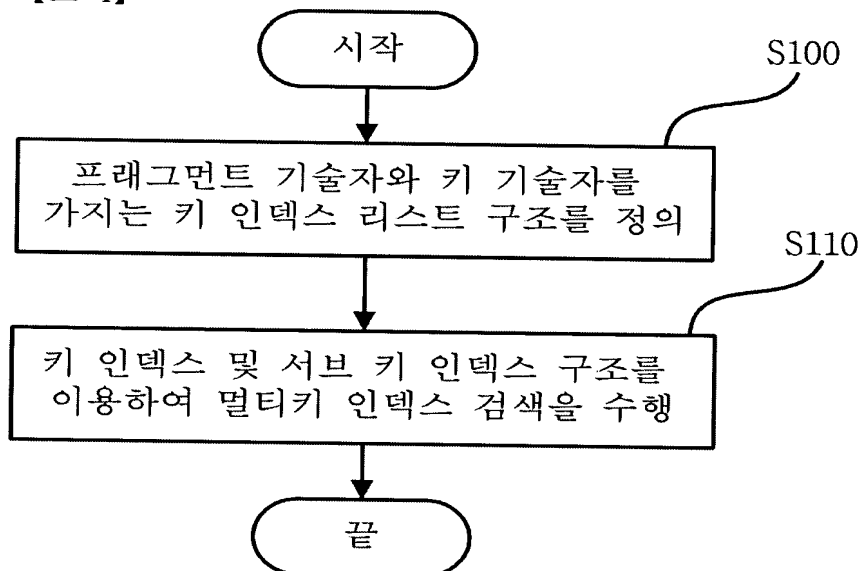 시작
S100
프래그먼트 기술자와 키 기술자를
가지는 키 인덱스 리스트 구조를 정의
S110
키 인덱스 및 서브 키 인덱스 구조를
이용하여 멀티키 인덱스 검색을 수행
끝